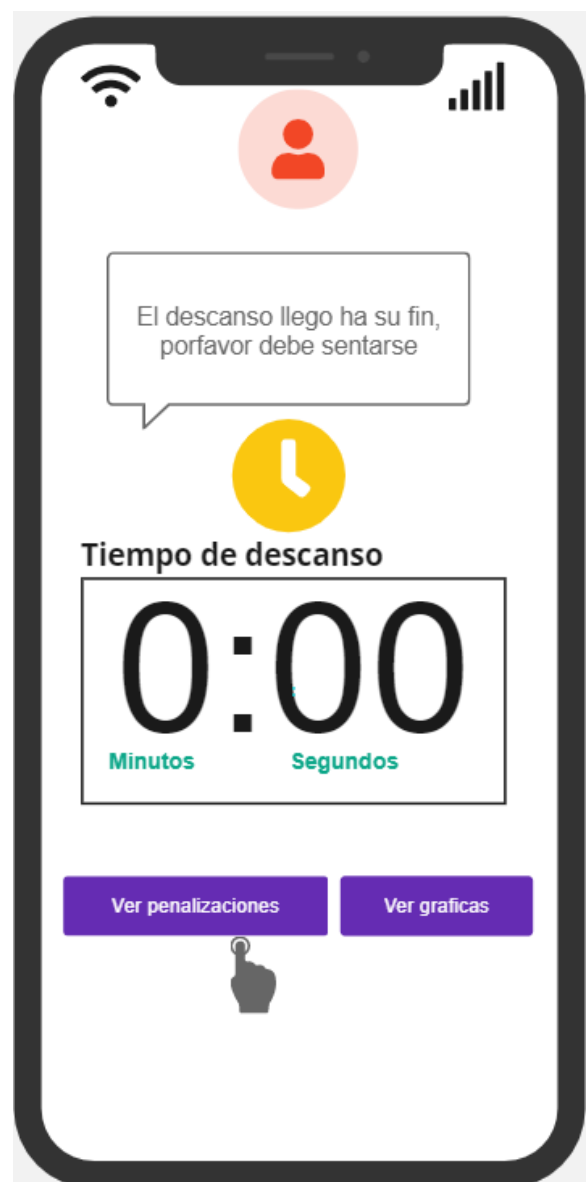 El descanso llego ha su fin,
porfavor debe sentarse
Tiempo de descanso
0:00
Minutos Segundos
Ver penalizaciones Ver graficas